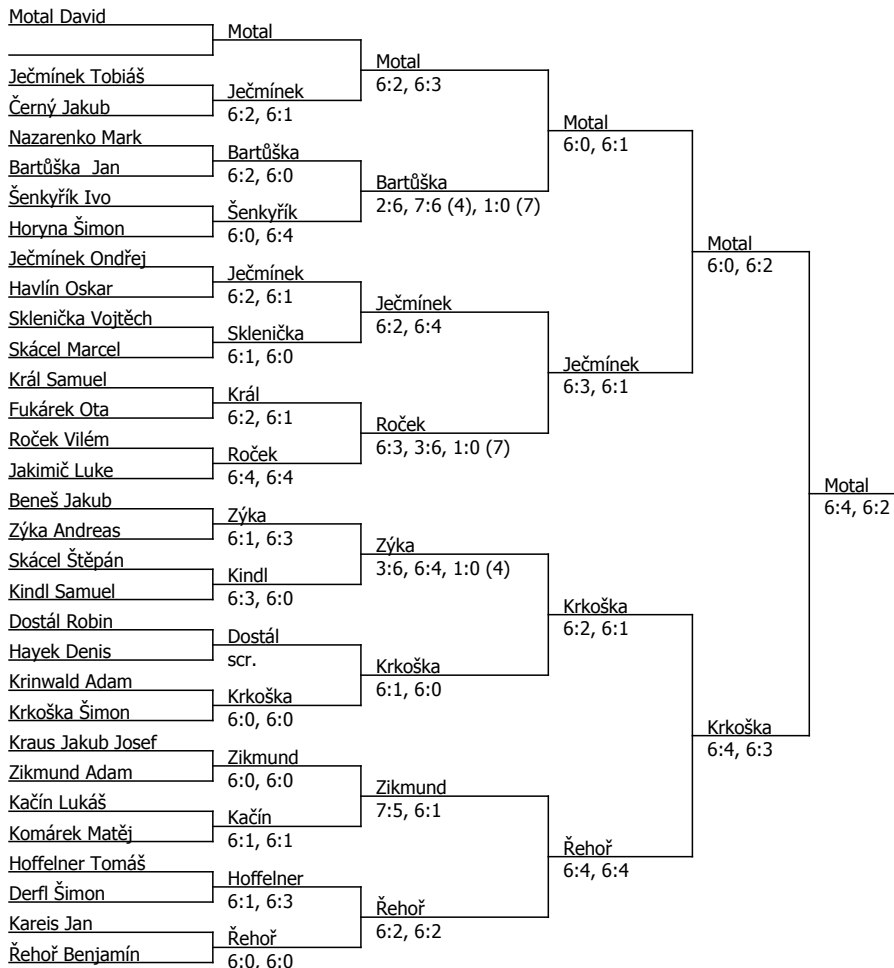 Motal David
Motal
Motal
6:2, 6:3
Ječmínek Tobiáš
Ječmínek
6:2, 6:1
Černý Jakub
Motal
6:0, 6:1
Nazarenko Mark
Bartůška
6:2, 6:0
Bartůška  Jan
Bartůška
2:6, 7:6 (4), 1:0 (7)
Šenkyřík Ivo
Šenkyřík
6:0, 6:4
Horyna Šimon
Motal
6:0, 6:2
Ječmínek Ondřej
Ječmínek
6:2, 6:1
Havlín Oskar
Ječmínek
6:2, 6:4
Sklenička Vojtěch
Sklenička
6:1, 6:0
Skácel Marcel
Ječmínek
6:3, 6:1
Král Samuel
Král
6:2, 6:1
Fukárek Ota
Roček
6:3, 3:6, 1:0 (7)
Roček Vilém
Roček
6:4, 6:4
Jakimič Luke
Motal
6:4, 6:2
Beneš Jakub
Zýka
6:1, 6:3
Zýka Andreas
Zýka
3:6, 6:4, 1:0 (4)
Skácel Štěpán
Kindl
6:3, 6:0
Kindl Samuel
Krkoška
6:2, 6:1
Dostál Robin
Dostál
scr.
Hayek Denis
Krkoška
6:1, 6:0
Krinwald Adam
Krkoška
6:0, 6:0
Krkoška Šimon
Krkoška
6:4, 6:3
Kraus Jakub Josef
Zikmund
6:0, 6:0
Zikmund Adam
Zikmund
7:5, 6:1
Kačín Lukáš
Kačín
6:1, 6:1
Komárek Matěj
Řehoř
6:4, 6:4
Hoffelner Tomáš
Hoffelner
6:1, 6:3
Derfl Šimon
Řehoř
6:2, 6:2
Kareis Jan
Řehoř
6:0, 6:0
Řehoř Benjamín